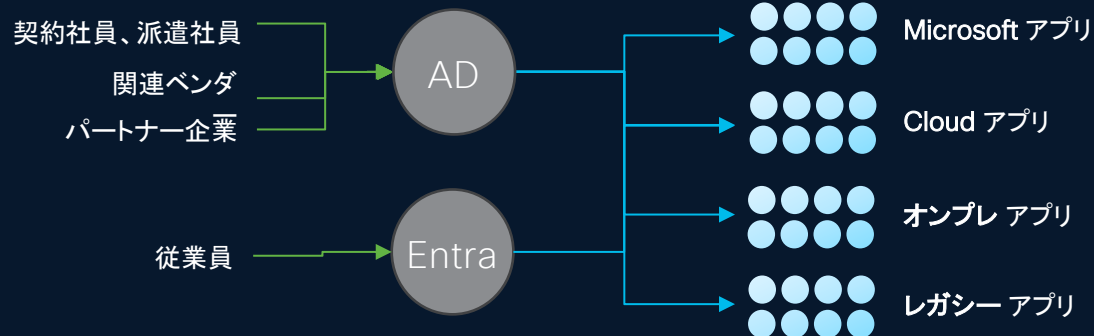 契約社員、派遣社員
関連ベンダ
パートナー企業
従業員
AD
Entra
Microsoft アプリ
Cloud アプリ
オンプレ アプリ
レガシー アプリ